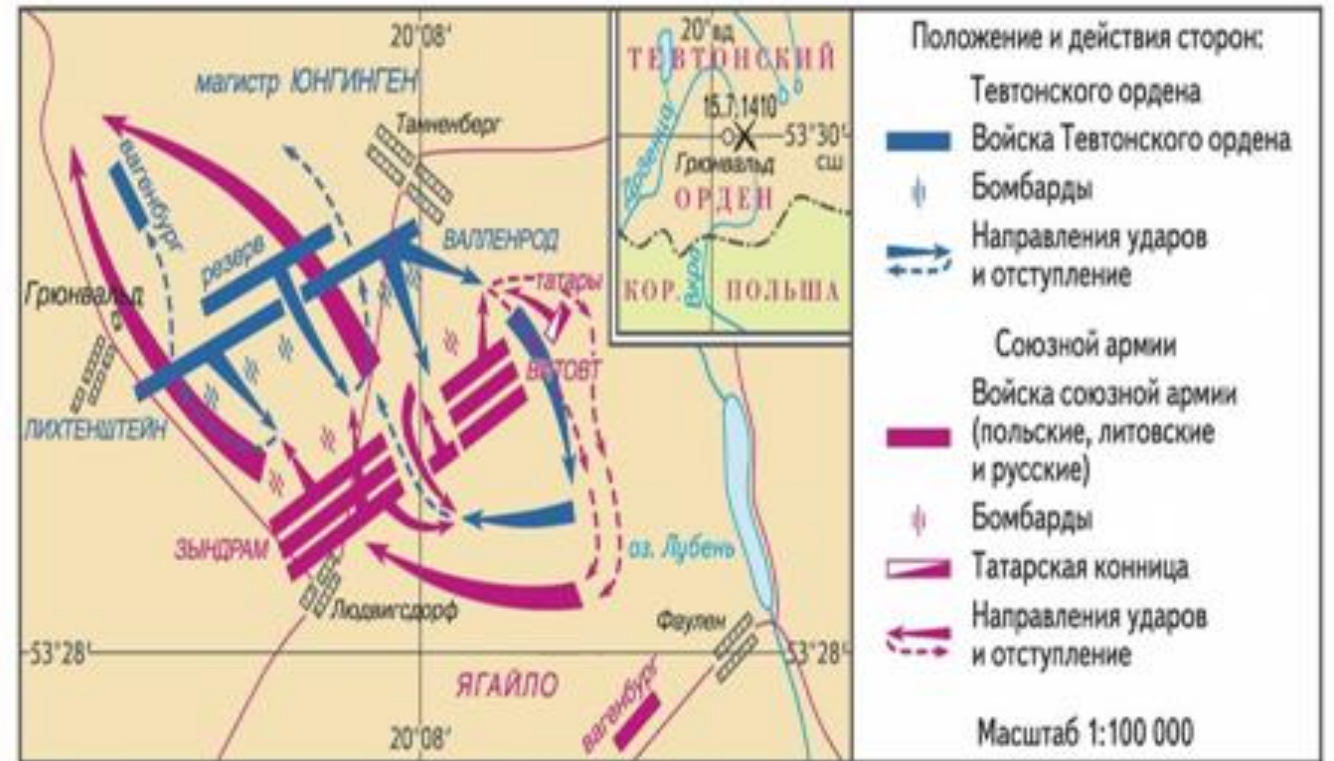 20°08'
магистр ЮНГИНГЕН
Танненберг
вагенбург
резерв
ВАЛЛЕНРОД
татары
Грюнвальд
ВИТОВТ
ЛИХТЕНШТЕЙН
ЗЫНДРАМ
оз. Лубень
Людвигсдорф
Фаулен
53°28'
53°28'
ЯГАЙЛО
вагенбург
20°08'
20°вд
ТЕВТОНСКИЙ
15.7.1410
53°30'
сш
Грюнвальд
ОРДЕН
КОР. ПОЛЬША
Положение и действия сторон:
Тевтонского ордена
Войска Тевтонского ордена
Бомбарды
Направления ударов
и отступление
Союзной армии
Войска союзной армии
(польские, литовские
и русские)
Бомбарды
Татарская конница
Направления ударов
и отступление
Масштаб 1:100 000